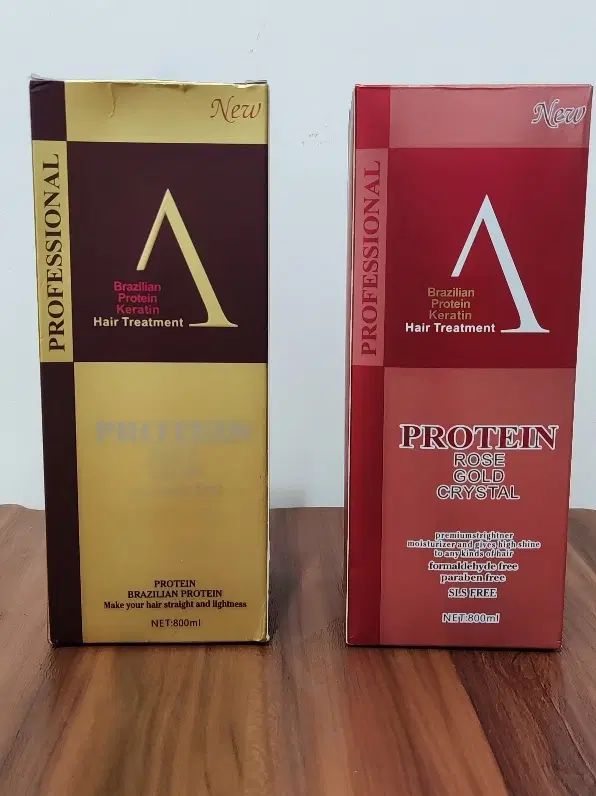 New
PROFESSIONAL
Brazilian
Protein
Keratin
Hair Treatment
PROTEIN
PROTEIN
BRAZILIAN PROTEIN
Make your hair straight and lightness
NET:800ml
New
PROFESSIONAL
Brazilian
Protein
Keratin
Hair Treatment
PROTEIN
ROSE
GOLD
CRYSTAL
premiumstrightner
moisturizer and gives high shine
to any kinds of hair
formaldehyde free
paraben free
SLS FREE
NET:800ml